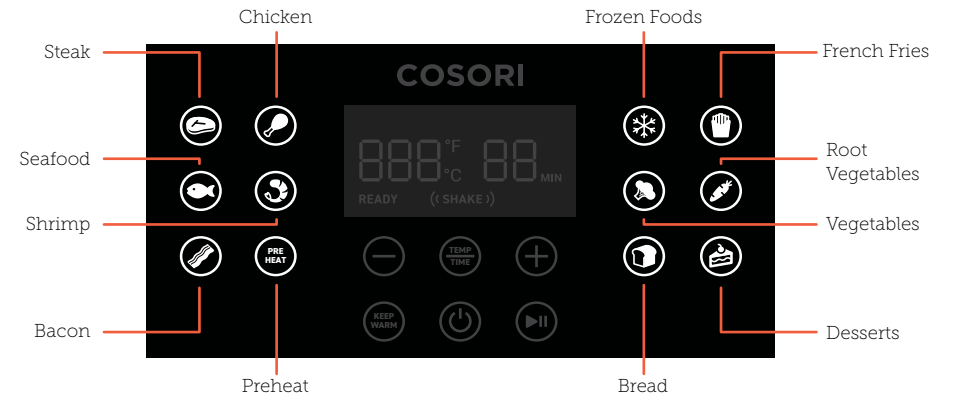 Chicken
Frozen Foods
Steak
French Fries
COSORI
888 °F 88
°C MIN
READY ((SHAKE))
Seafood
Root
Vegetables
Shrimp
Vegetables
PRE
HEAT
TEMP
TIME
KEEP
WARM
Bacon
Desserts
Preheat
Bread